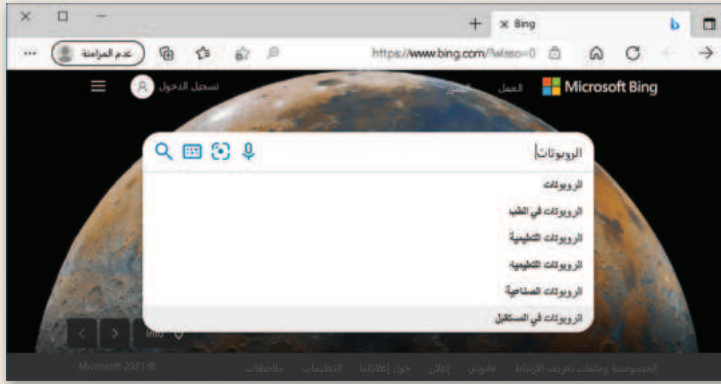 Bing
https://www.bing.com/?wlsso=0
عدم المزامنة
Microsoft Bing
العمل
الصور
تسجيل الدخول
الروبوتات
الروبوتات
الروبوتات في الطب
الروبوتات التعليمية
الروبوتات التعليمية
الروبوتات الصناعية
الروبوتات في المستقبل
Info
الخصوصية وملفات تعريف الارتباط
قانوني
إعلان
حول إعلاناتنا
التعليمات
ملاحظات
Microsoft 2021 ©